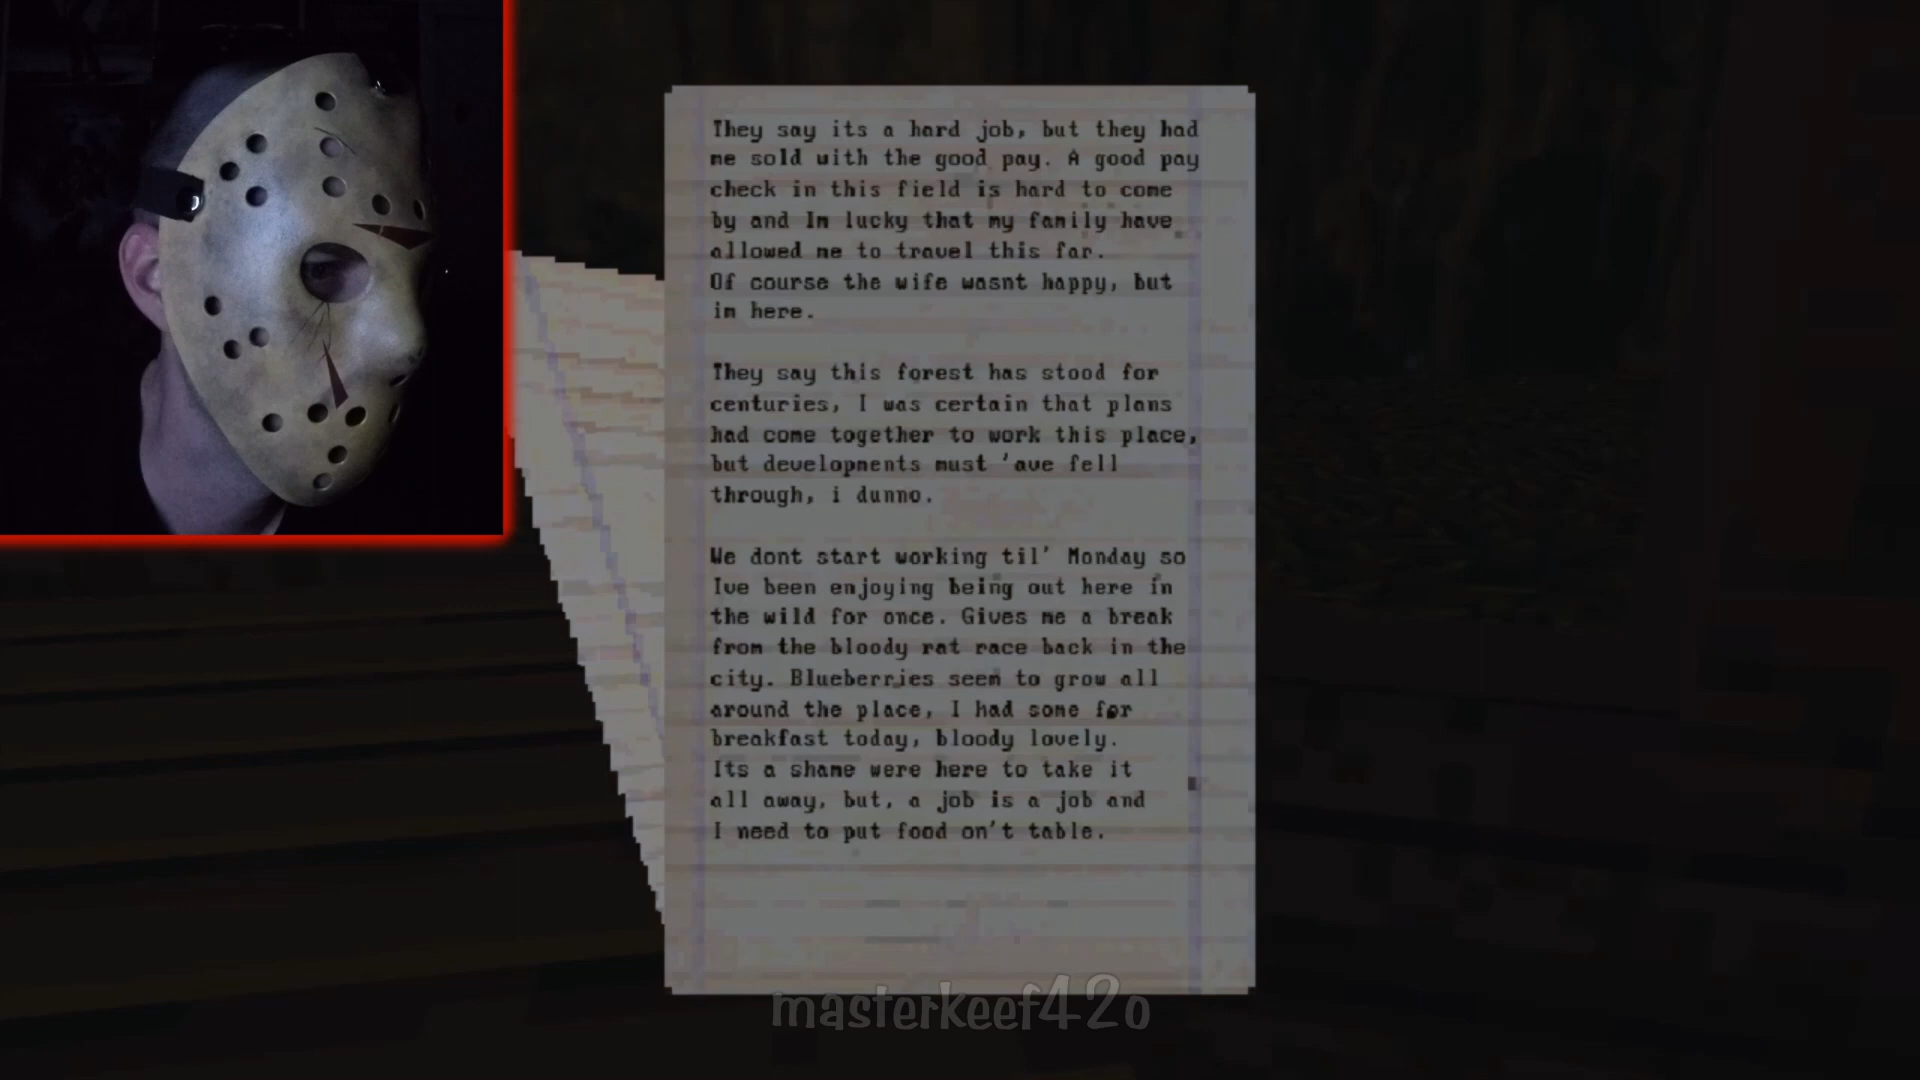 They say its a hard job, but they had
me sold with the good pay. A good pay
check in this field is hard to come
by and Im lucky that my family have
allowed me to travel this far.
Of course the wife wasnt happy, but
im here.
They say this forest has stood for
centuries, I was certain that plans
had come together to work this place,
but developments must 'ave fell
through, i dunno.
We dont start working til' Monday so
Ive been enjoying being out here in
the wild for once. Gives me a break
from the bloody rat race back in the
city. Blueberries seem to grow all
around the place, I had some for
breakfast today, bloody lovely.
Its a shame were here to take it
all away, but, a job is a job and
I need to put food on't table.
masterkeef420